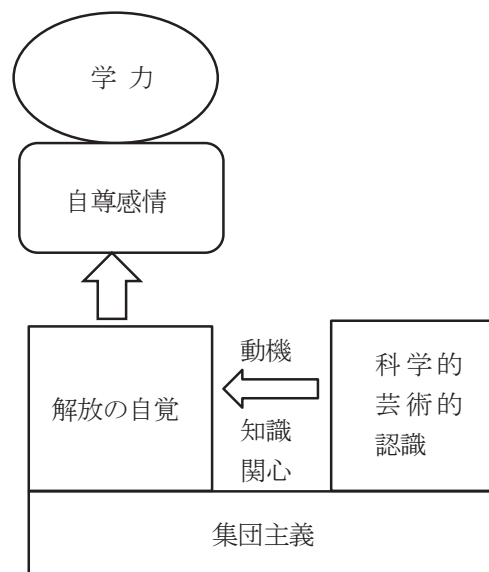 学 力
自尊感情
解放の自覚
動機
知識
関心
科学的
芸術的
認識
集団主義